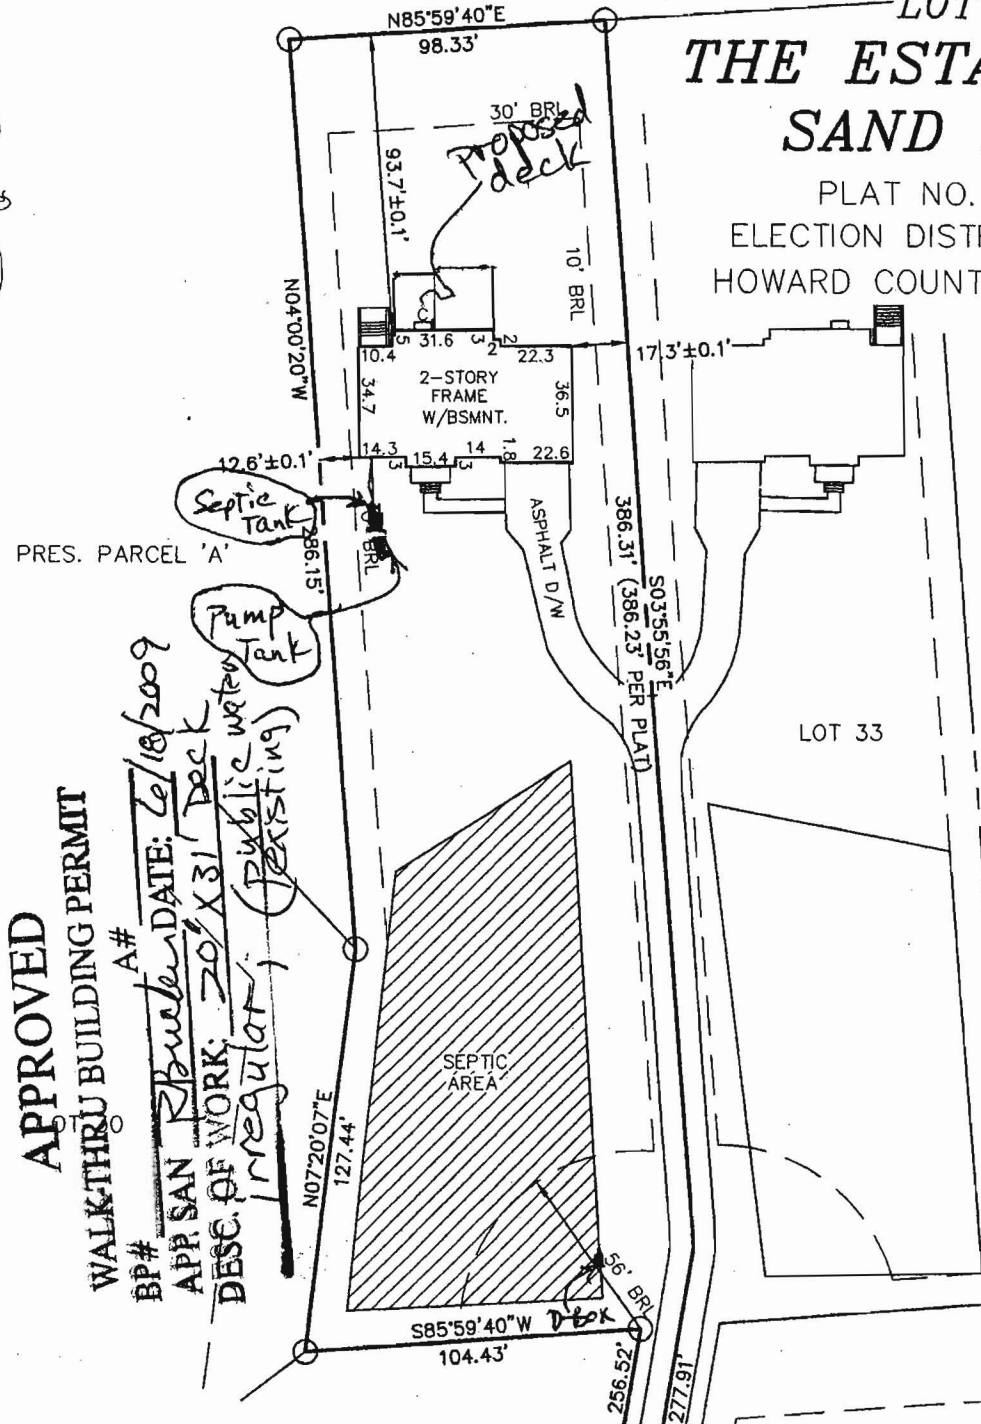 N85°59'40"E
98.33'
LOT
THE ESTA
SAND
PLAT NO.
ELECTION DISTR
HOWARD COUNT
30' BRL
Proposed
deck
93.7'±0.1'
10' BRL
N04°00'20"W
5
31.6
3
2
2
10.4
22.3
17.3'±0.1'
2-STORY
FRAME
W/BSMNT.
34.7
36.5
14.3
3
15.4
3
14
1.8
22.6
12.6'±0.1'
Septic
Tank
286.15'
BRL
PRES. PARCEL 'A'
Pump
Tank
ASPHALT D/W
386.31' (386.23' PER PLAT)
S03°55'56"E
LOT 33
APPROVED
WALK-THRU BUILDING PERMIT
BP# A#
APP. SAN DATE: 6/18/2009
DESC. OF WORK: 20' X 31' Deck
Irregular; (Public water
(existing)
SEPTIC
AREA
N07°20'07"E
127.44'
56' BRL
D-Box
S85°59'40"W
104.43'
256.52'
277.91'